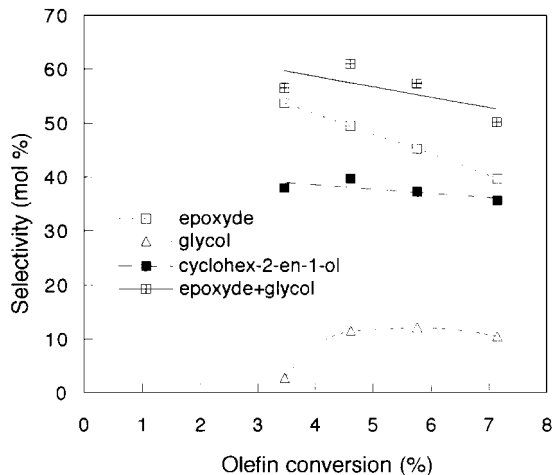 Selectivity (mol %)
70
60
50
40
30
20
10
0
epoxyde
glycol
cyclohex-2-en-1-ol
epoxyde+glycol
0 1 2 3 4 5 6 7 8
Olefin conversion (%)